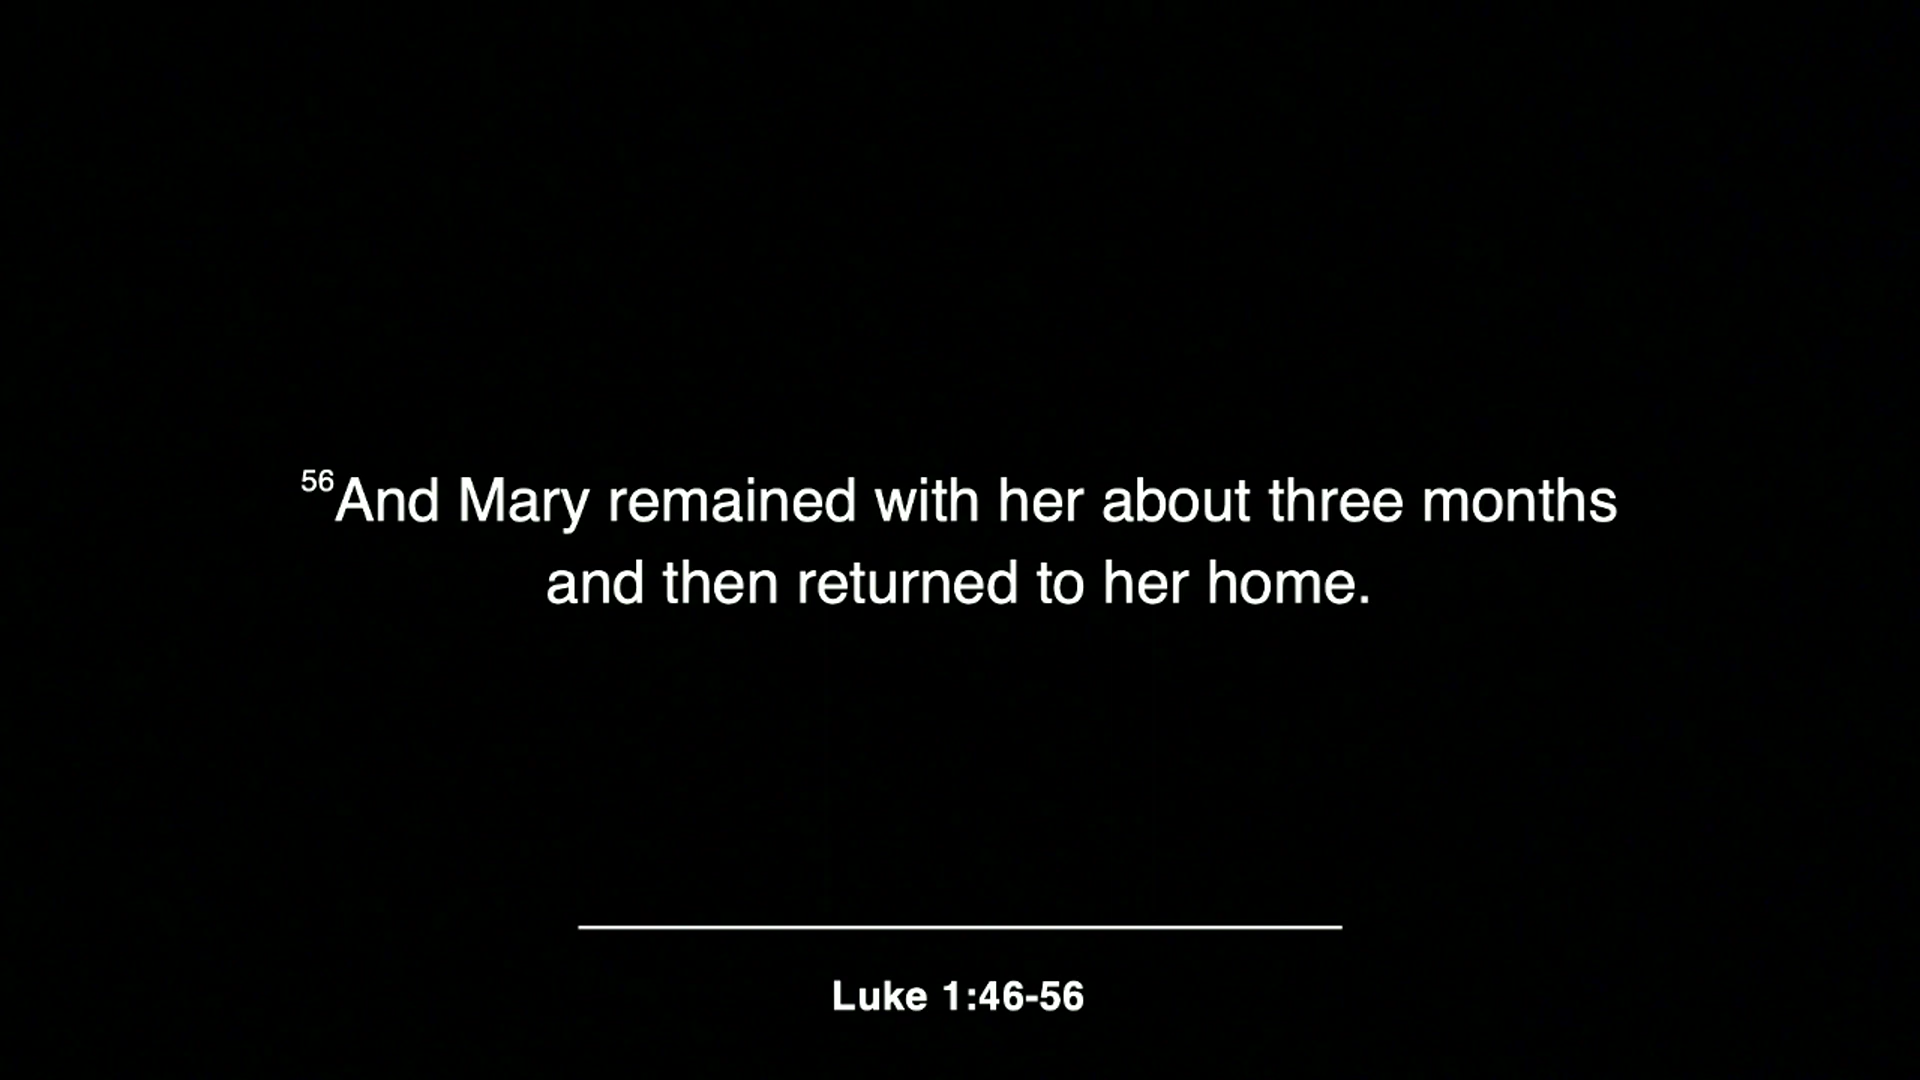 56And Mary remained with her about three months
and then returned to her home.
Luke 1:46-56